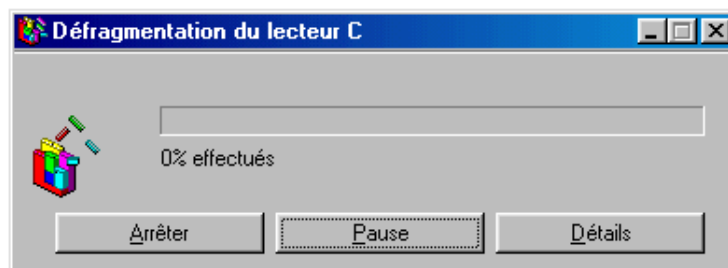 Défragmentation du lecteur C
0% effectués
Arrêter Pause Détails